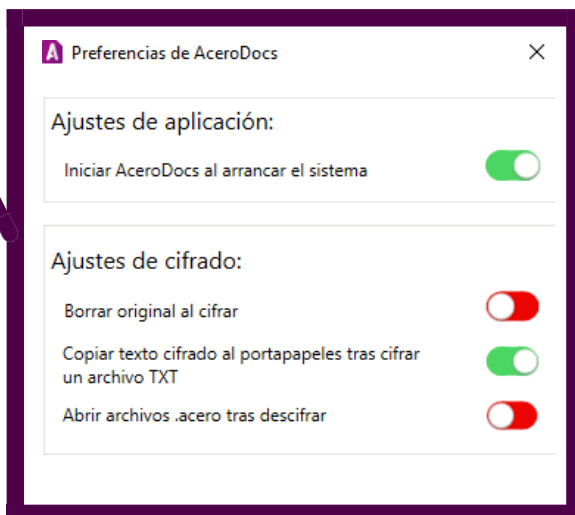 Preferencias de AceroDocs
Ajustes de aplicación:
Iniciar AceroDocs al arrancar el sistema
Ajustes de cifrado:
Borrar original al cifrar
Copiar texto cifrado al portapapeles tras cifrar
un archivo TXT
Abrir archivos .acero tras descifrar